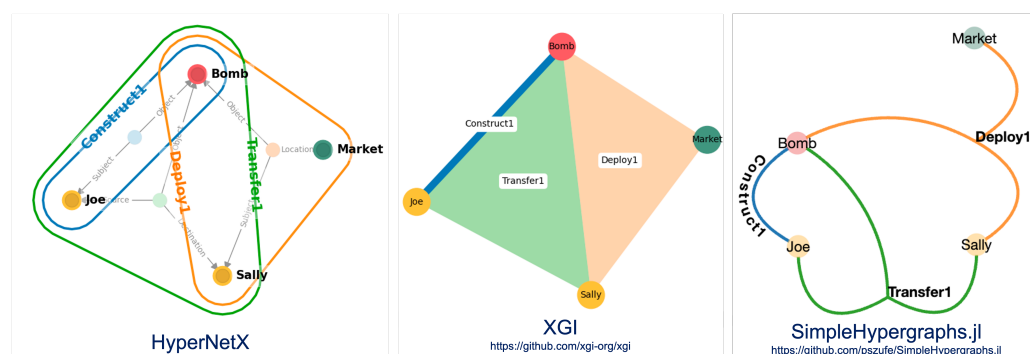 Bomb
Construct1
Object
Object
Subject
Deploy1
Transfer1
Location
Market
Joe
Destination
Subject
Sally
HyperNetX
Bomb
Construct1
Market
Deploy1
Transfer1
Joe
Sally
XGI
https://github.com/xgi-org/xgi
Market
Deploy1
Bomb
Construct1
Joe
Sally
Transfer1
SimpleHypergraphs.jl
https://github.com/pszufe/SimpleHypergraphs.jl